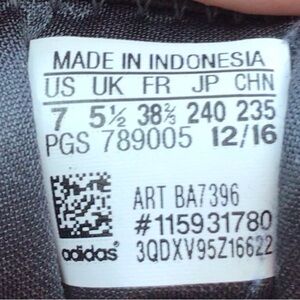 MADE IN INDONESIA
US UK FR JP CHN
7 5½ 38⅔ 240 235
PGS 789005 12/16
ART BA7396
#115931780
adidas® 3QDXV95Z16622